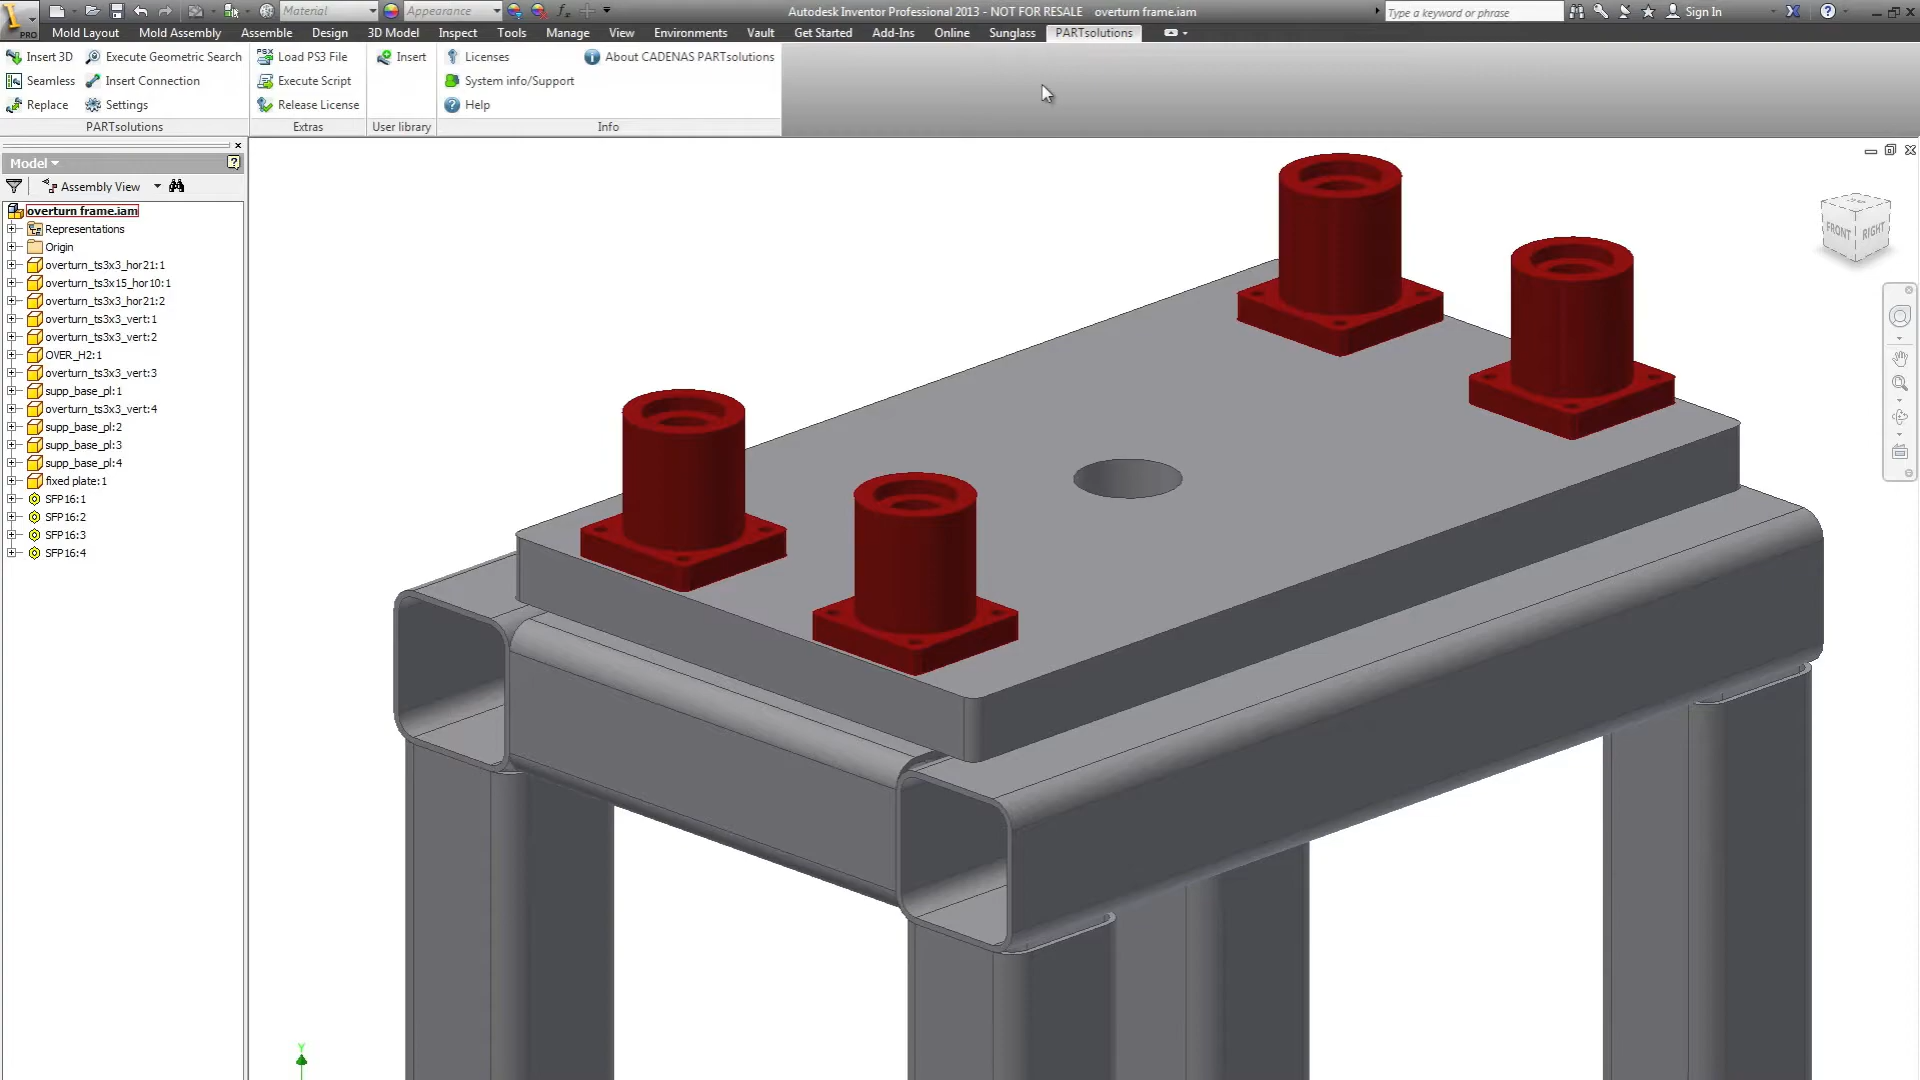 Material
Appearance
Autodesk Inventor Professional 2013 - NOT FOR RESALE overturn frame.iam
Type a keyword or phrase
Sign In
PRO
Mold Layout Mold Assembly Assemble Design 3D Model Inspect Tools Manage View Environments Vault Get Started Add-Ins Online Sunglass PARTsolutions
Insert 3D Execute Geometric Search Load PS3 File Insert Licenses About CADENAS PARTsolutions
Seamless Insert Connection Execute Script System info/Support
Replace Settings Release License Help
PARTsolutions Extras User library Info
Model
Assembly View
overturn frame.iam
Representations
Origin
overturn_ts3x3_hor21:1
overturn_ts3x15_hor10:1
overturn_ts3x3_hor21:2
overturn_ts3x3_vert:1
overturn_ts3x3_vert:2
OVER_H2:1
overturn_ts3x3_vert:3
supp_base_pl:1
overturn_ts3x3_vert:4
supp_base_pl:2
supp_base_pl:3
supp_base_pl:4
fixed plate:1
SFP16:1
SFP16:2
SFP16:3
SFP16:4
FRONT RIGHT
Y